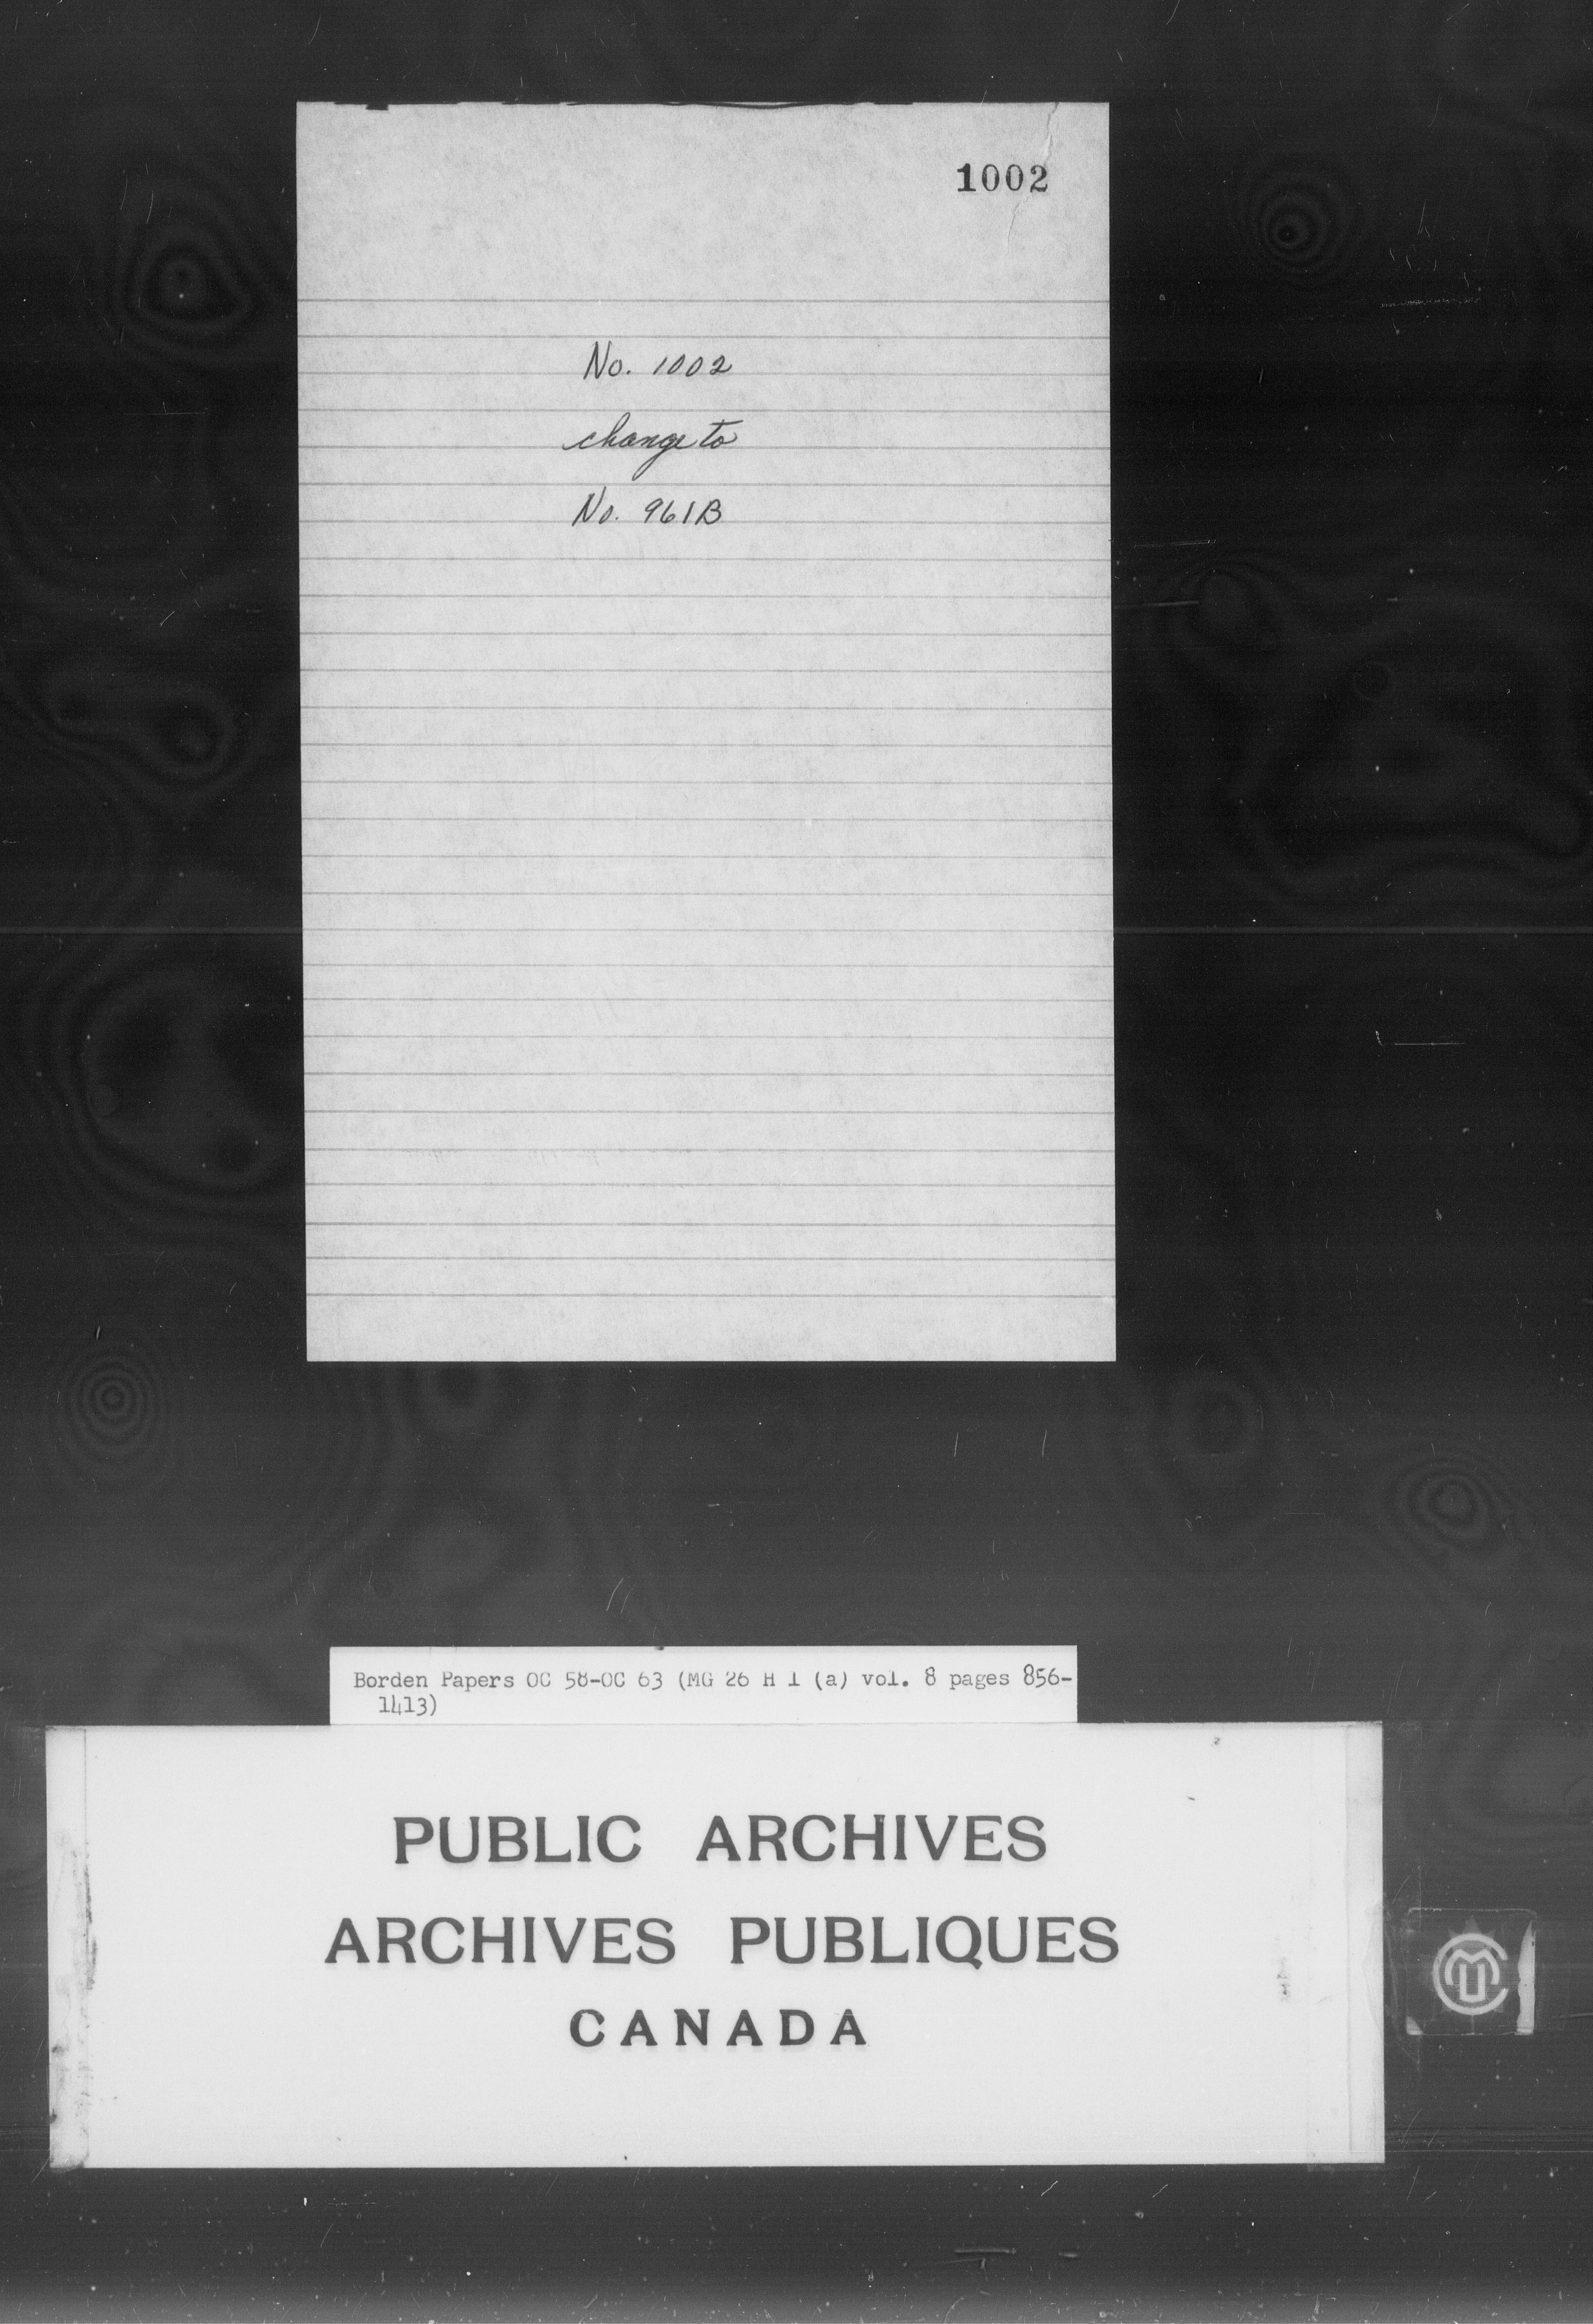 1002
No. 1002
change to
No. 961B
Borden Papers OC 58-OC 63 (MG 26 H 1 (a) vol. 8 pages 856-
1413)
PUBLIC ARCHIVES
ARCHIVES PUBLIQUES
CANADA